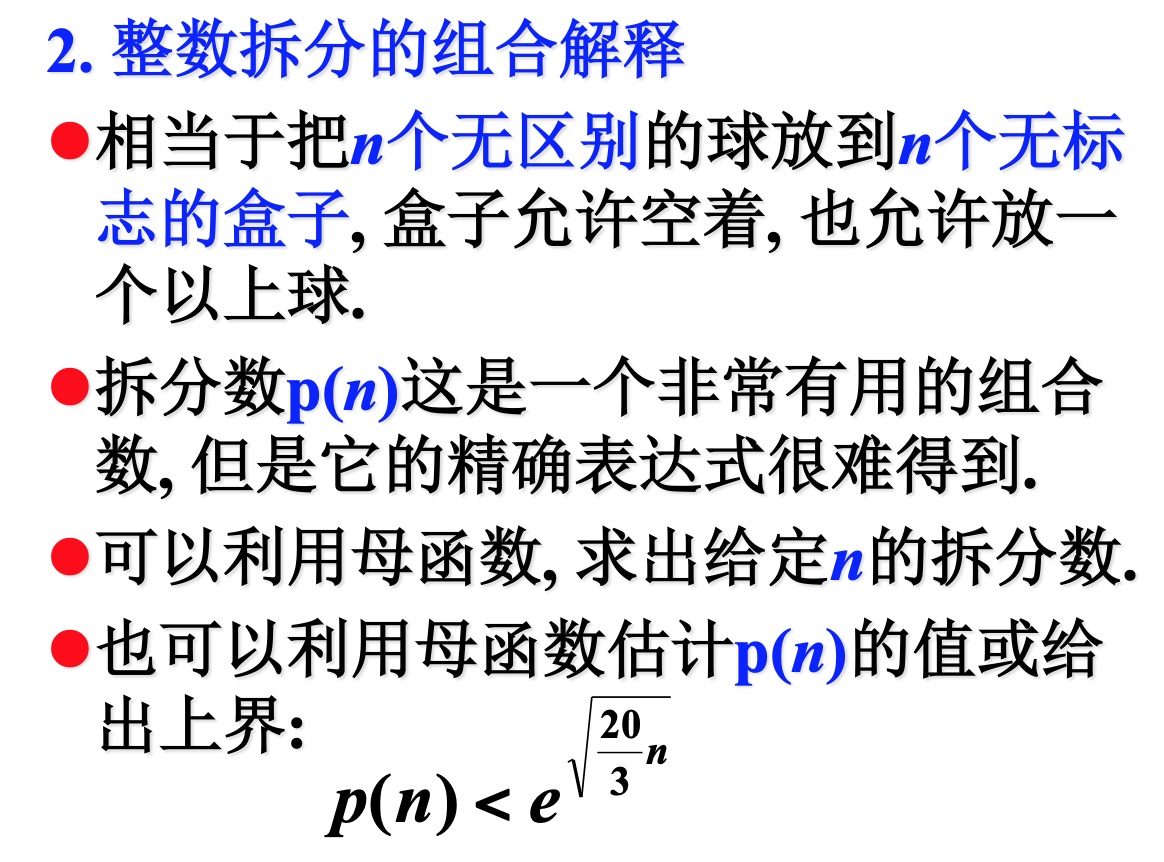 2. 整数拆分的组合解释
●相当于把n个无区别的球放到n个无标
志的盒子, 盒子允许空着, 也允许放一
个以上球.
●拆分数p(n)这是一个非常有用的组合
数, 但是它的精确表达式很难得到.
●可以利用母函数, 求出给定n的拆分数.
●也可以利用母函数估计p(n)的值或给
出上界:
p(n) < e^{\sqrt{\frac{20}{3}n}}